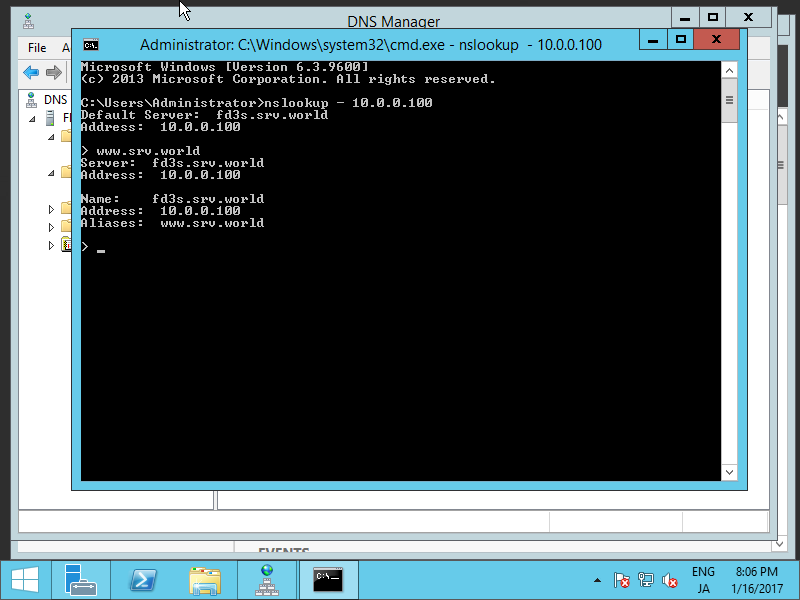 DNS Manager
File
Administrator: C:\Windows\system32\cmd.exe - nslookup - 10.0.0.100
Microsoft Windows [Version 6.3.9600]
(c) 2013 Microsoft Corporation. All rights reserved.
C:\Users\Administrator>nslookup - 10.0.0.100
Default Server:  fd3s.srv.world
Address:  10.0.0.100
> www.srv.world
Server:  fd3s.srv.world
Address:  10.0.0.100
Name:    fd3s.srv.world
Address:  10.0.0.100
Aliases:  www.srv.world
> _
DNS
EVENTS
ENG
8:06 PM
JA
1/16/2017